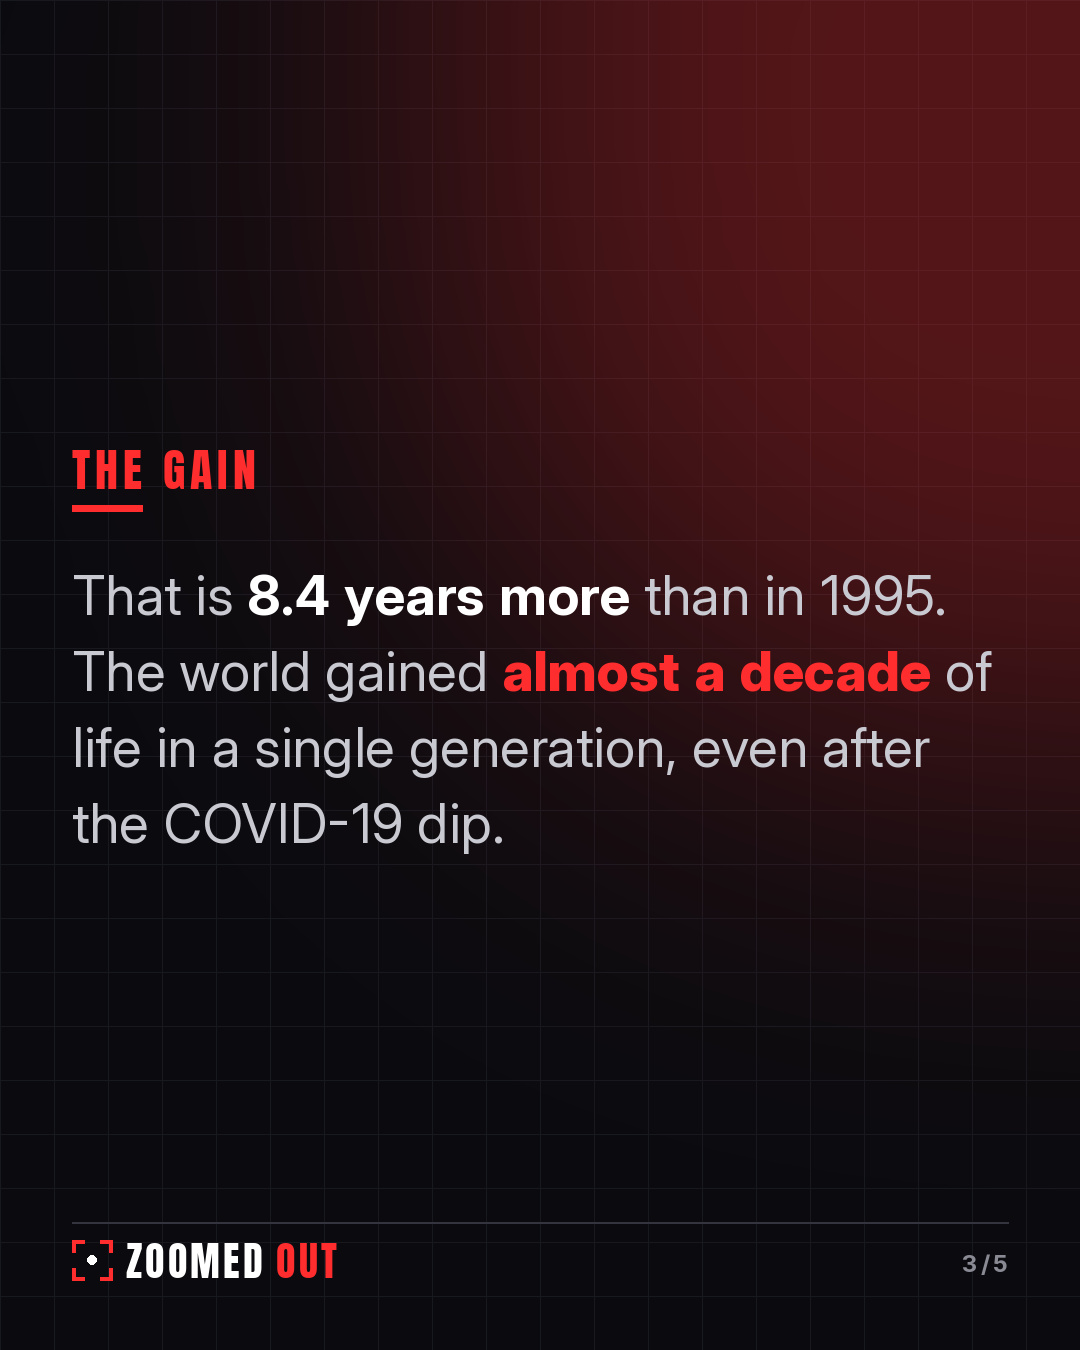 THE GAIN
That is 8.4 years more than in 1995.
The world gained almost a decade of
life in a single generation, even after
the COVID-19 dip.
ZOOMED OUT
3/5